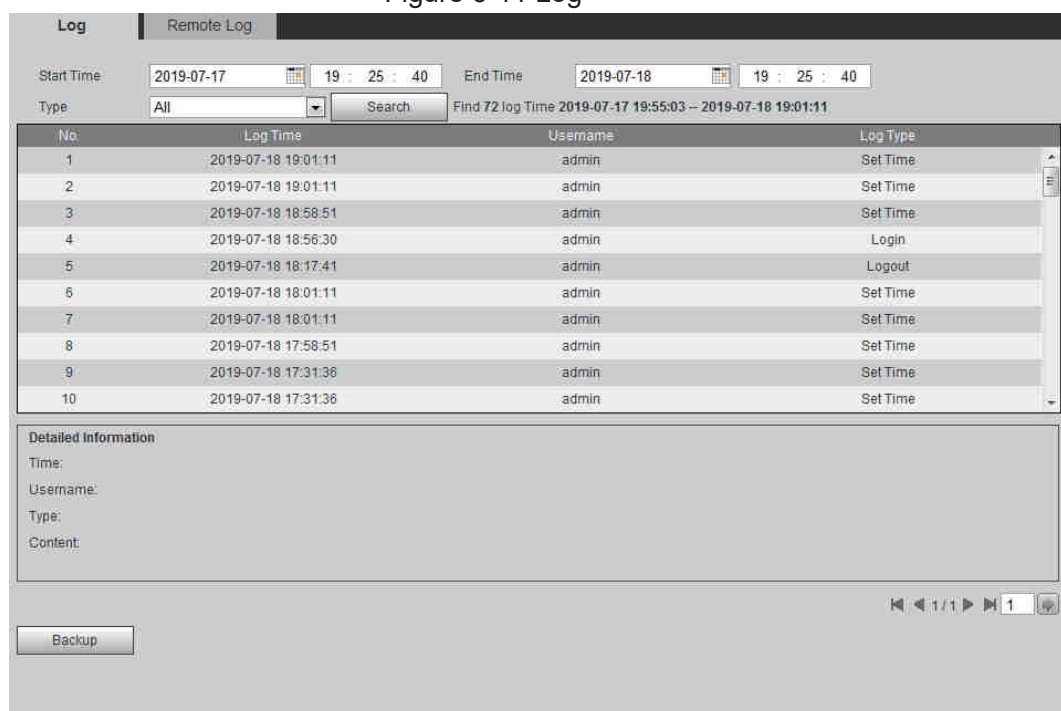 Log Remote Log
Start Time 2019-07-17 19 : 25 : 40 End Time 2019-07-18 19 : 25 : 40
Type All Search Find 72 log Time 2019-07-17 19:55:03 -- 2019-07-18 19:01:11
No. Log Time Username Log Type
1 2019-07-18 19:01:11 admin Set Time
2 2019-07-18 19:01:11 admin Set Time
3 2019-07-18 18:58:51 admin Set Time
4 2019-07-18 18:56:30 admin Login
5 2019-07-18 18:17:41 admin Logout
6 2019-07-18 18:01:11 admin Set Time
7 2019-07-18 18:01:11 admin Set Time
8 2019-07-18 17:58:51 admin Set Time
9 2019-07-18 17:31:36 admin Set Time
10 2019-07-18 17:31:36 admin Set Time
Detailed Information
Time:
Username:
Type:
Content:
1/1 1
Backup